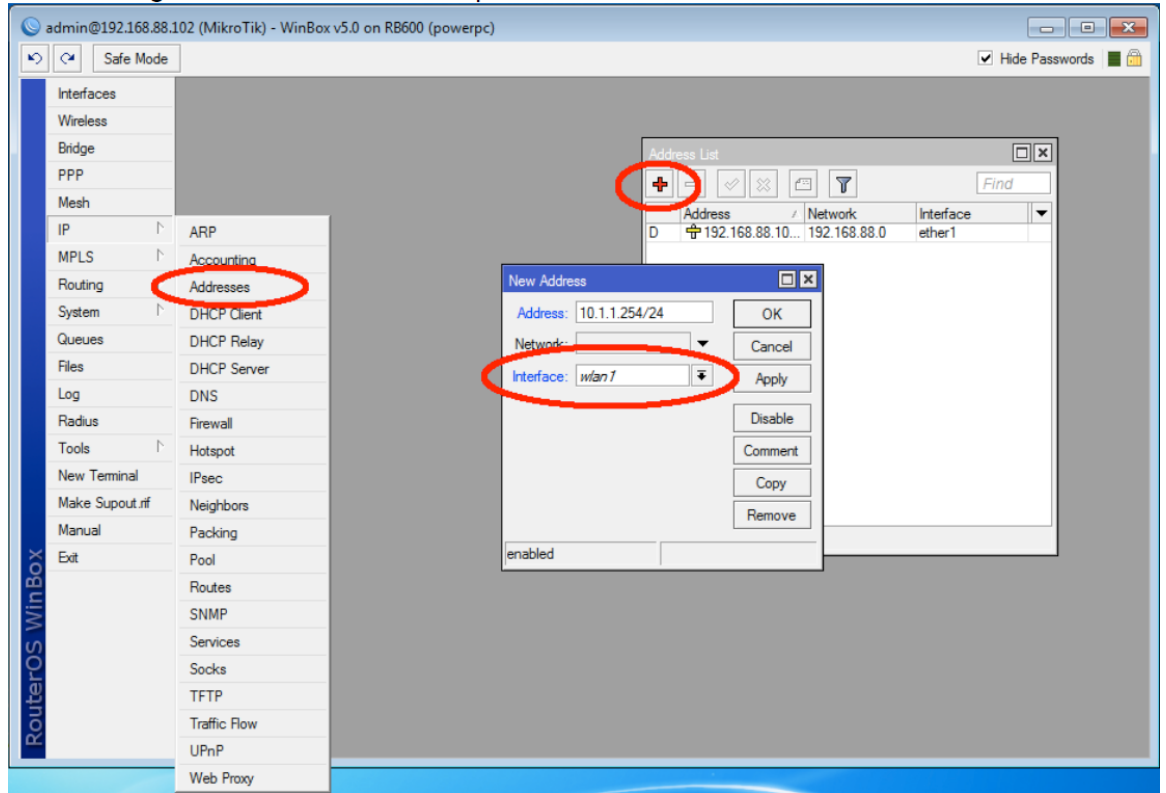 admin@192.168.88.102 (MikroTik) - WinBox v5.0 on RB600 (powerpc)
Safe Mode
Hide Passwords
Interfaces
Wireless
Bridge
PPP
Mesh
IP
MPLS
Routing
System
Queues
Files
Log
Radius
Tools
New Terminal
Make Supout.rif
Manual
Exit
RouterOS WinBox
ARP
Accounting
Addresses
DHCP Client
DHCP Relay
DHCP Server
DNS
Firewall
Hotspot
IPsec
Neighbors
Packing
Pool
Routes
SNMP
Services
Socks
TFTP
Traffic Flow
UPnP
Web Proxy
Address List
Find
Address / Network Interface
D 192.168.88.10... 192.168.88.0 ether1
New Address
Address: 10.1.1.254/24 OK
Network: Cancel
Interface: wlan1 Apply
Disable
Comment
Copy
Remove
enabled